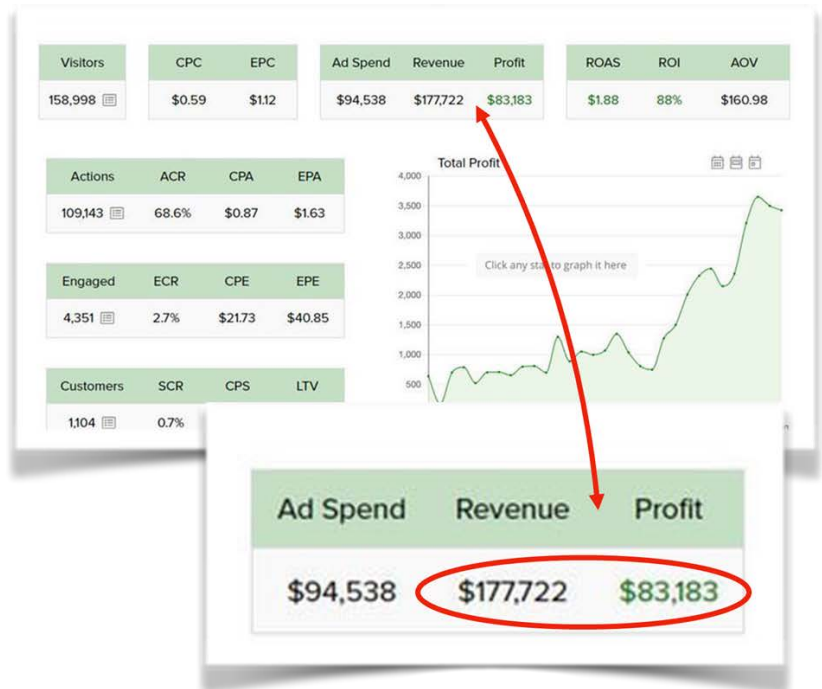 Visitors
158,998
CPC EPC
$0.59 $1.12
Ad Spend Revenue Profit
$94,538 $177,722 $83,183
ROAS ROI AOV
$1.88 88% $160.98
Actions ACR CPA EPA
109,143 68.6% $0.87 $1.63
Total Profit
4,000
3,500
3,000
2,500
2,000
1,500
1,000
500
Click any stat to graph it here
Engaged ECR CPE EPE
4,351 2.7% $21.73 $40.85
Customers SCR CPS LTV
1,104 0.7%
Ad Spend Revenue Profit
$94,538 $177,722 $83,183